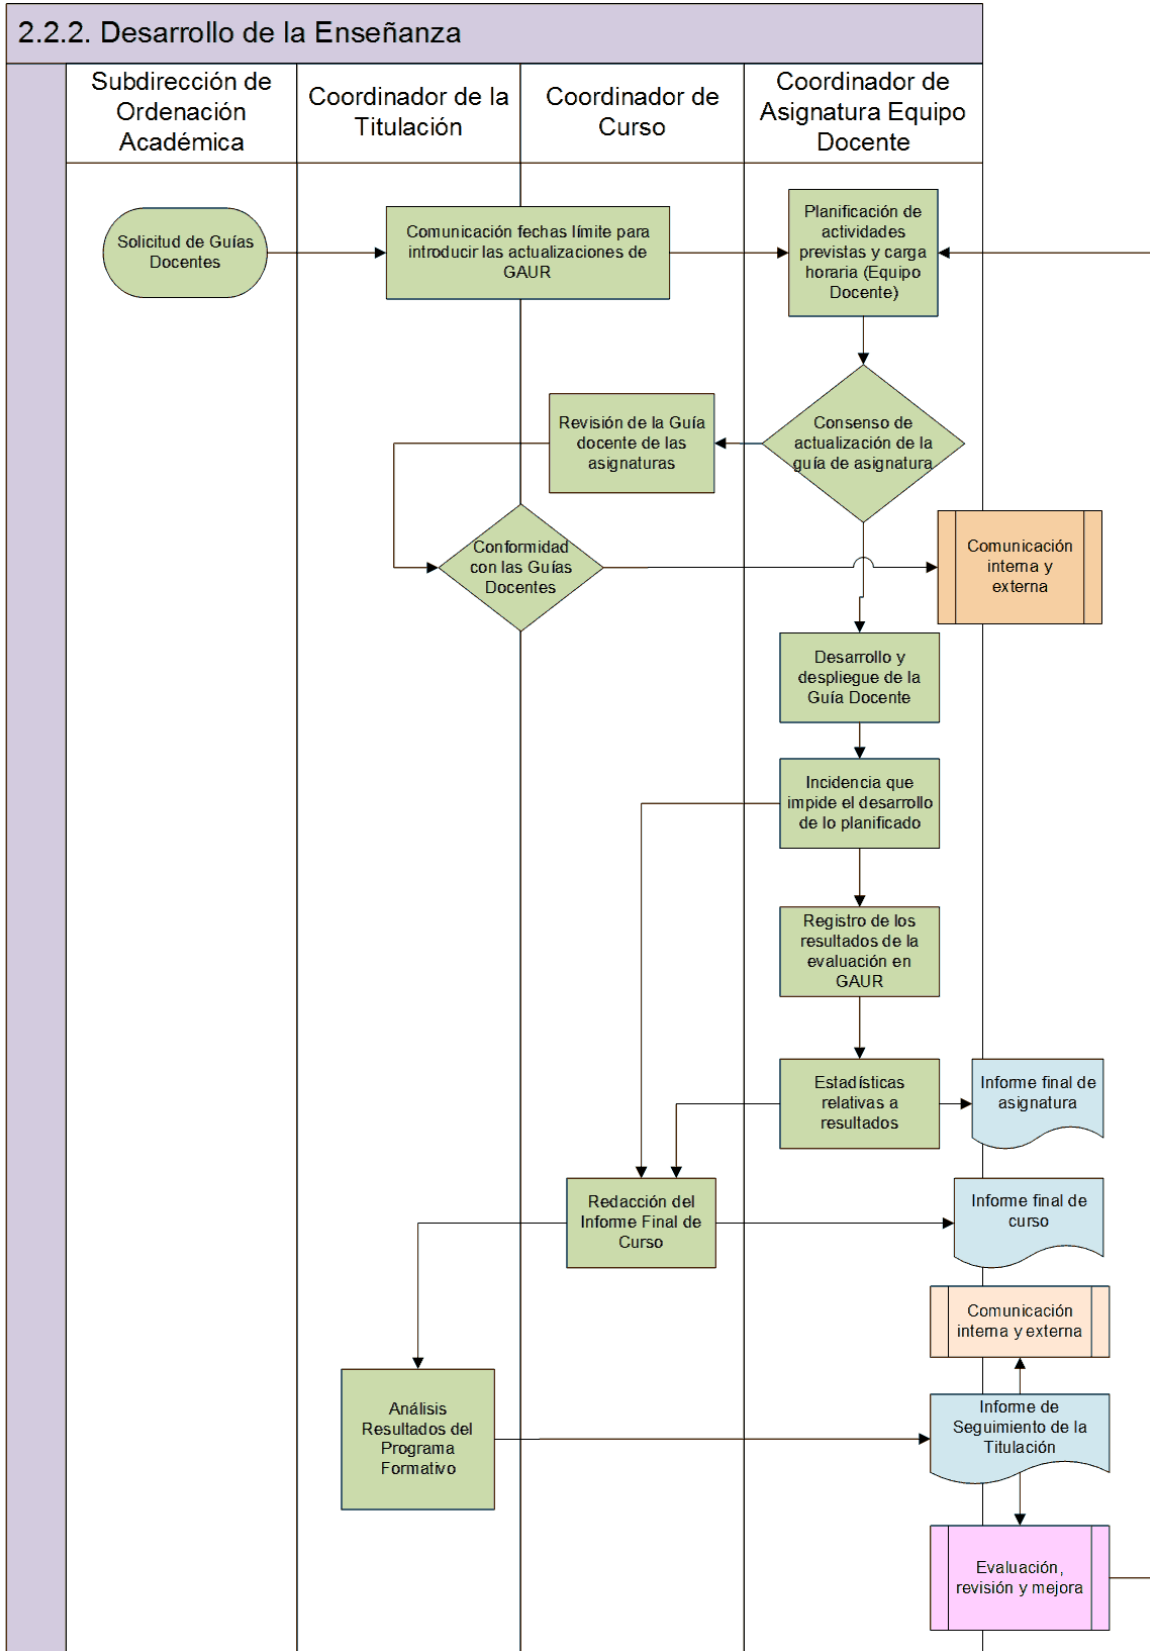 2.2.2. Desarrollo de la Enseñanza
Subdirección de
Ordenación
Académica
Coordinador de la
Titulación
Coordinador de
Curso
Coordinador de
Asignatura Equipo
Docente
Solicitud de Guías
Docentes
Comunicación fechas límite para
introducir las actualizaciones de
GAUR
Planificación de
actividades
previstas y carga
horaria (Equipo
Docente)
Revisión de la Guía
docente de las
asignaturas
Consenso de
actualización de la
guía de asignatura
Conformidad
con las Guías
Docentes
Comunicación
interna y
externa
Desarrollo y
despliegue de la
Guía Docente
Incidencia que
impide el desarrollo
de lo planificado
Registro de los
resultados de la
evaluación en
GAUR
Estadísticas
relativas a
resultados
Informe final de
asignatura
Redacción del
Informe Final de
Curso
Informe final de
curso
Comunicación
interna y externa
Análisis
Resultados del
Programa
Formativo
Informe de
Seguimiento de la
Titulación
Evaluación,
revisión y mejora